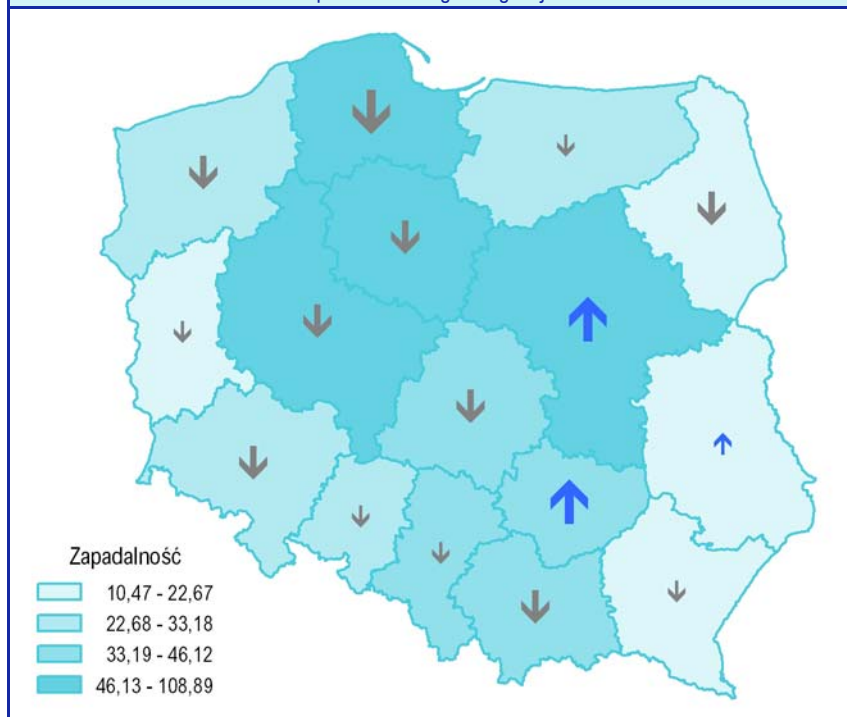 Zapadalność
10,47 - 22,67
22,68 - 33,18
33,19 - 46,12
46,13 - 108,89